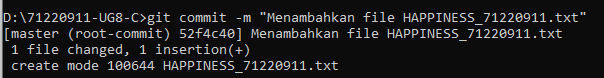 D:\71220911-UG8-C>git commit -m "Menambahkan file HAPPINESS_71220911.txt"
[master (root-commit) 52f4c40] Menambahkan file HAPPINESS_71220911.txt
 1 file changed, 1 insertion(+)
 create mode 100644 HAPPINESS_71220911.txt